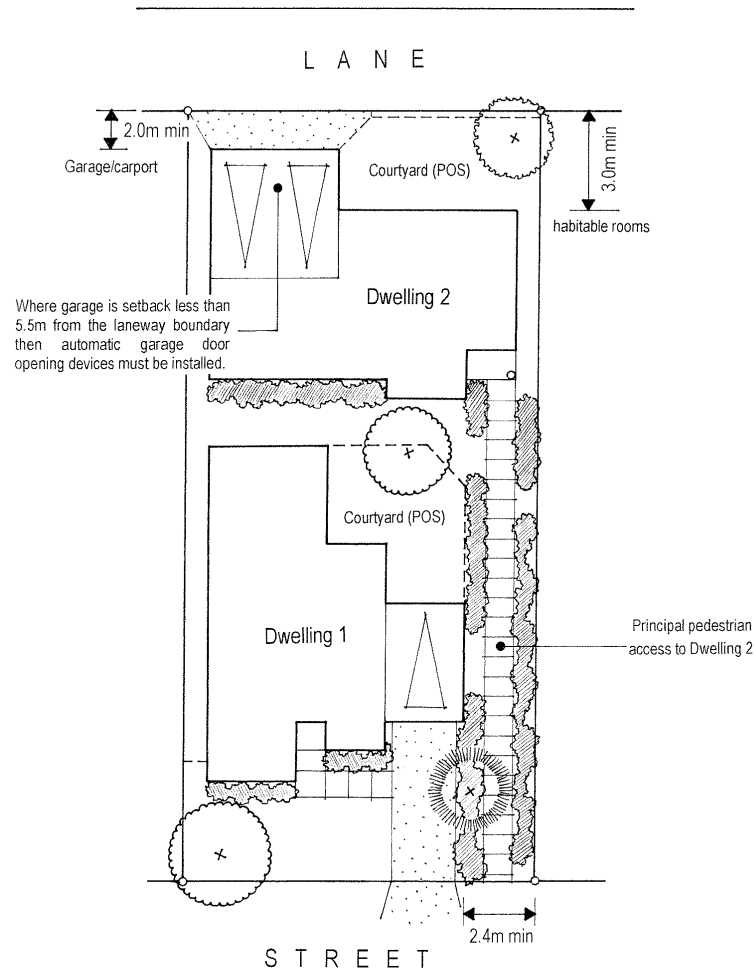 LANE
2.0m min
Garage/carport
Courtyard (POS)
3.0m min
habitable rooms
Dwelling 2
Where garage is setback less than
5.5m from the laneway boundary
then automatic garage door
opening devices must be installed.
Courtyard (POS)
Dwelling 1
Principal pedestrian
access to Dwelling 2
2.4m min
STREET